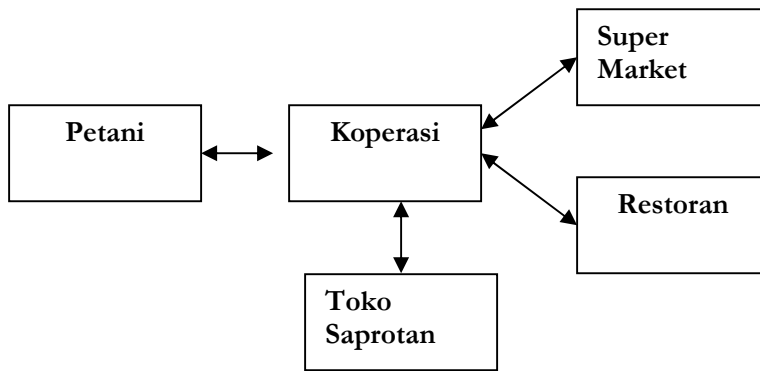 Super
Market
Petani
Koperasi
Restoran
Toko
Saprotan